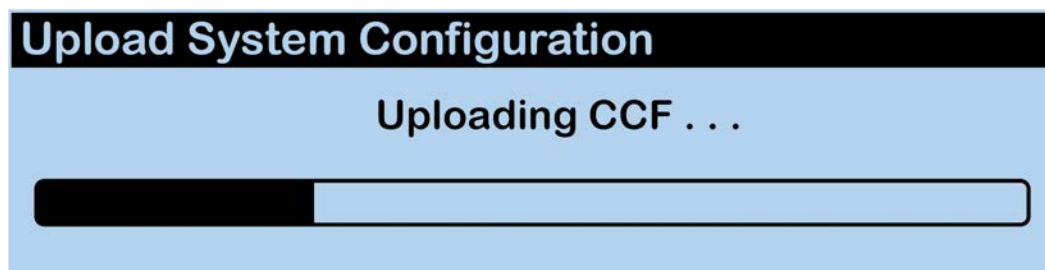 Upload System Configuration
Uploading CCF . . .